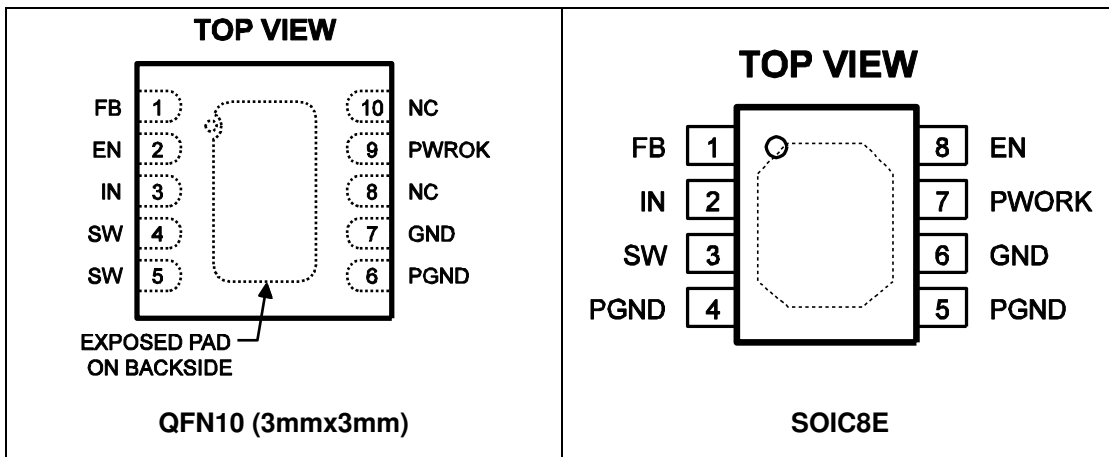 TOP VIEW
FB 1 10 NC
EN 2 9 PWROK
IN 3 8 NC
SW 4 7 GND
SW 5 6 PGND
EXPOSED PAD
ON BACKSIDE
QFN10 (3mmx3mm)
TOP VIEW
FB 1 8 EN
IN 2 7 PWORK
SW 3 6 GND
PGND 4 5 PGND
SOIC8E